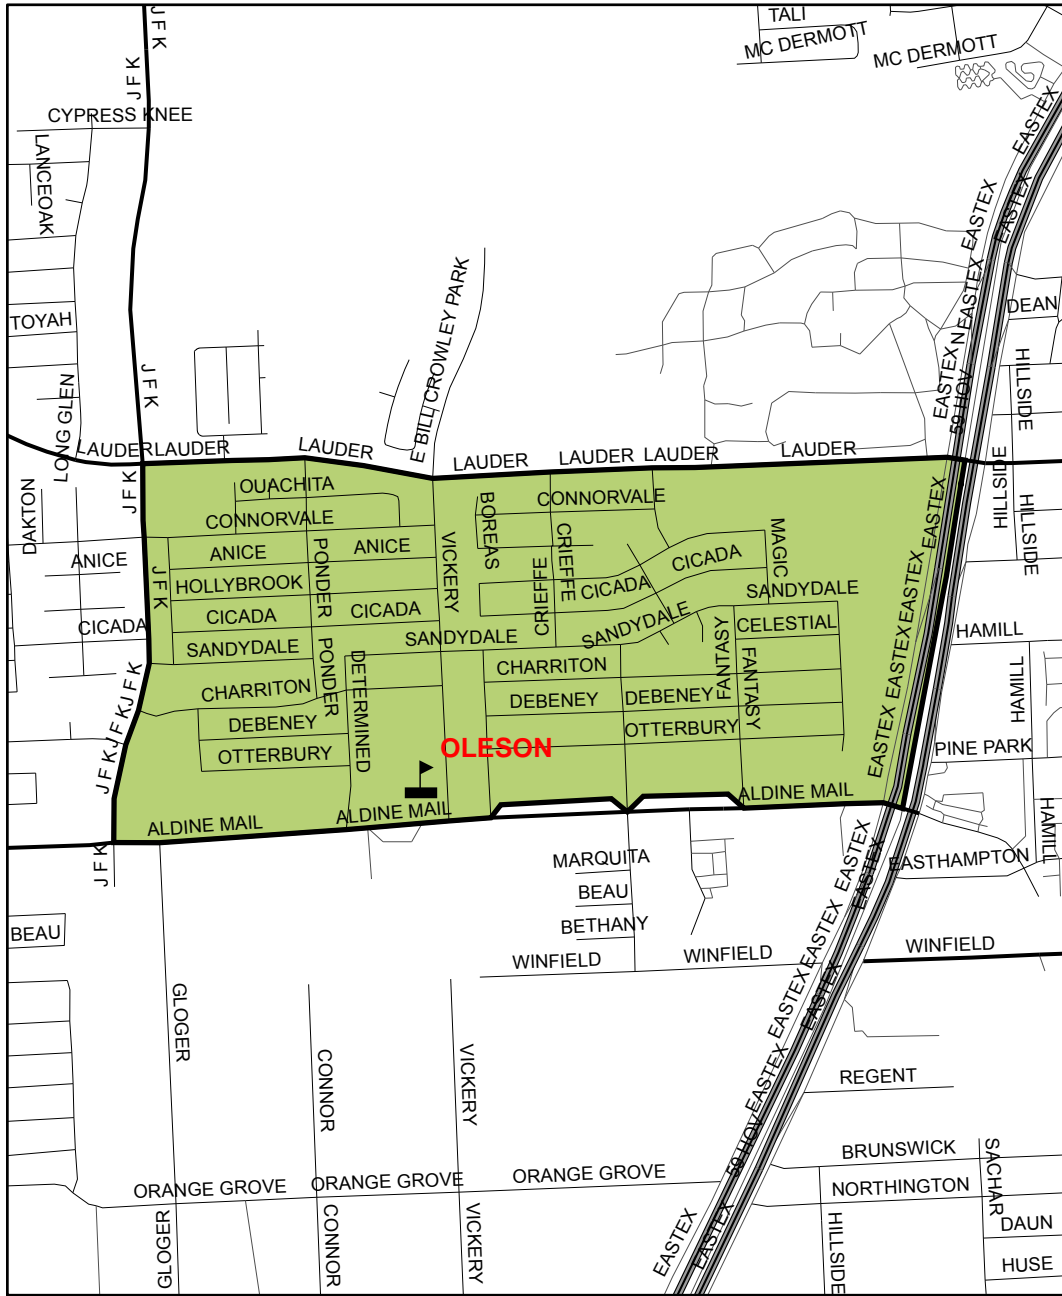 J F K
TALI
MC DERMOTT
MC DERMOTT
J F K
CYPRESS KNEE
EASTEX
LANCEOAK
EASTEX
EASTEX
EASTEX N
DEAN
TOYAH
E BILL CROWLEY PARK
J F K
LONG GLEN
EASTEX
59 HOV
HILLSIDE
LAUDER
LAUDER
LAUDER
LAUDER
LAUDER
LAUDER
LAUDER
J F K
DAKTON
OUACHITA
BOREAS
CONNORVALE
EASTEX
HILLSIDE
HILLSIDE
CONNORVALE
ANICE
ANICE
ANICE
PONDER
VICKERY
CRIEFFE
CICADA
MAGIC
J F K
HOLLYBROOK
CICADA
SANDYDALE
EASTEX
CICADA
CICADA
CICADA
CRIEFFE
SANDYDALE
CELESTIAL
HAMILL
SANDYDALE
SANDYDALE
PONDER
DETERMINED
CHARRITON
FANTASY
FANTASY
EASTEX
HAMILL
J F K
CHARRITON
DEBENEY
DEBENEY
EASTEX
J F K
DEBENEY
OTTERBURY
OTTERBURY
OLESON
EASTEX
PINE PARK
J F K
ALDINE MAIL
ALDINE MAIL
ALDINE MAIL
HAMILL
J F K
MARQUITA
EASTEX
EASTEX
EASTHAMPTON
BEAU
BEAU
BETHANY
EASTEX
WINFIELD
WINFIELD
WINFIELD
GLOGER
EASTEX
EASTEX
CONNOR
VICKERY
EASTEX
REGENT
59 HOV
BRUNSWICK
SACHAR
ORANGE GROVE
ORANGE GROVE
ORANGE GROVE
NORTHINGTON
GLOGER
CONNOR
VICKERY
EASTEX
EASTEX
HILLSIDE
DAUN
HUSE